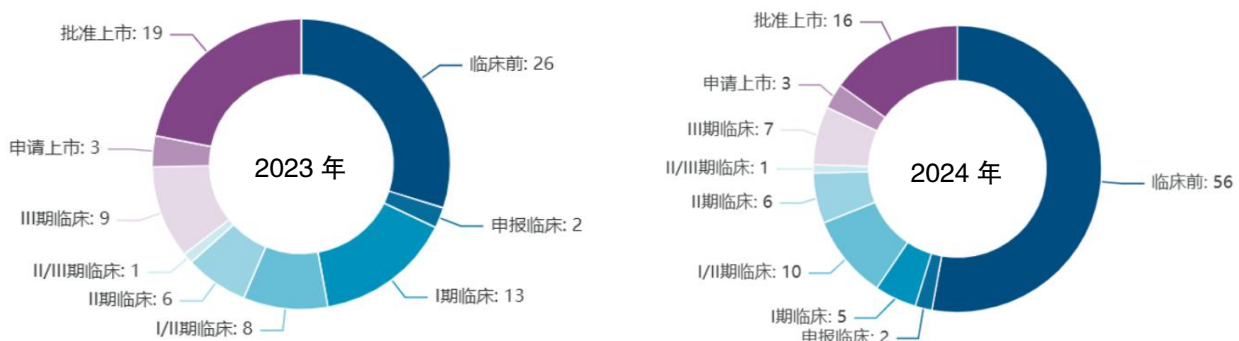 批准上市: 19
临床前: 26
申请上市: 3
2023 年
III期临床: 9
申报临床: 2
II/III期临床: 1
I期临床: 13
II期临床: 6
I/II期临床: 8
批准上市: 16
申请上市: 3
III期临床: 7
II/III期临床: 1
2024 年
临床前: 56
II期临床: 6
I/II期临床: 10
I期临床: 5
申报临床: 2